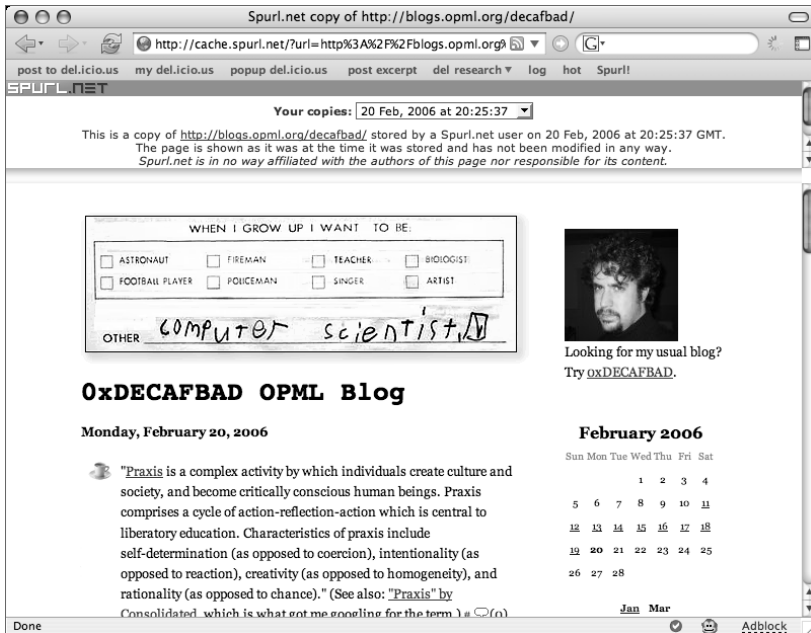 Spurl.net copy of http://blogs.opml.org/decafbad/
http://cache.spurl.net/?url=http%3A%2F%2Fblogs.opml.org%
G
post to del.icio.us my del.icio.us popup del.icio.us post excerpt del research log hot Spurl!
SPURL.NET
Your copies: 20 Feb, 2006 at 20:25:37
This is a copy of http://blogs.opml.org/decafbad/ stored by a Spurl.net user on 20 Feb, 2006 at 20:25:37 GMT.
The page is shown as it was at the time it was stored and has not been modified in any way.
Spurl.net is in no way affiliated with the authors of this page nor responsible for its content.
WHEN I GROW UP I WANT TO BE:
ASTRONAUT FIREMAN TEACHER BIOLOGIST
FOOTBALL PLAYER POLICEMAN SINGER ARTIST
OTHER computer scientist
Looking for my usual blog?
Try 0xDECAFBAD.
0xDECAFBAD OPML Blog
Monday, February 20, 2006
"Praxis is a complex activity by which individuals create culture and
society, and become critically conscious human beings. Praxis
comprises a cycle of action-reflection-action which is central to
liberatory education. Characteristics of praxis include
self-determination (as opposed to coercion), intentionality (as
opposed to reaction), creativity (as opposed to homogeneity), and
rationality (as opposed to chance)." (See also: "Praxis" by
Consolidated, which is what got me googling for the term.) # (0)
February 2006
Sun Mon Tue Wed Thu Fri Sat
1 2 3 4
5 6 7 8 9 10 11
12 13 14 15 16 17 18
19 20 21 22 23 24 25
26 27 28
Jan Mar
Done
Adblock